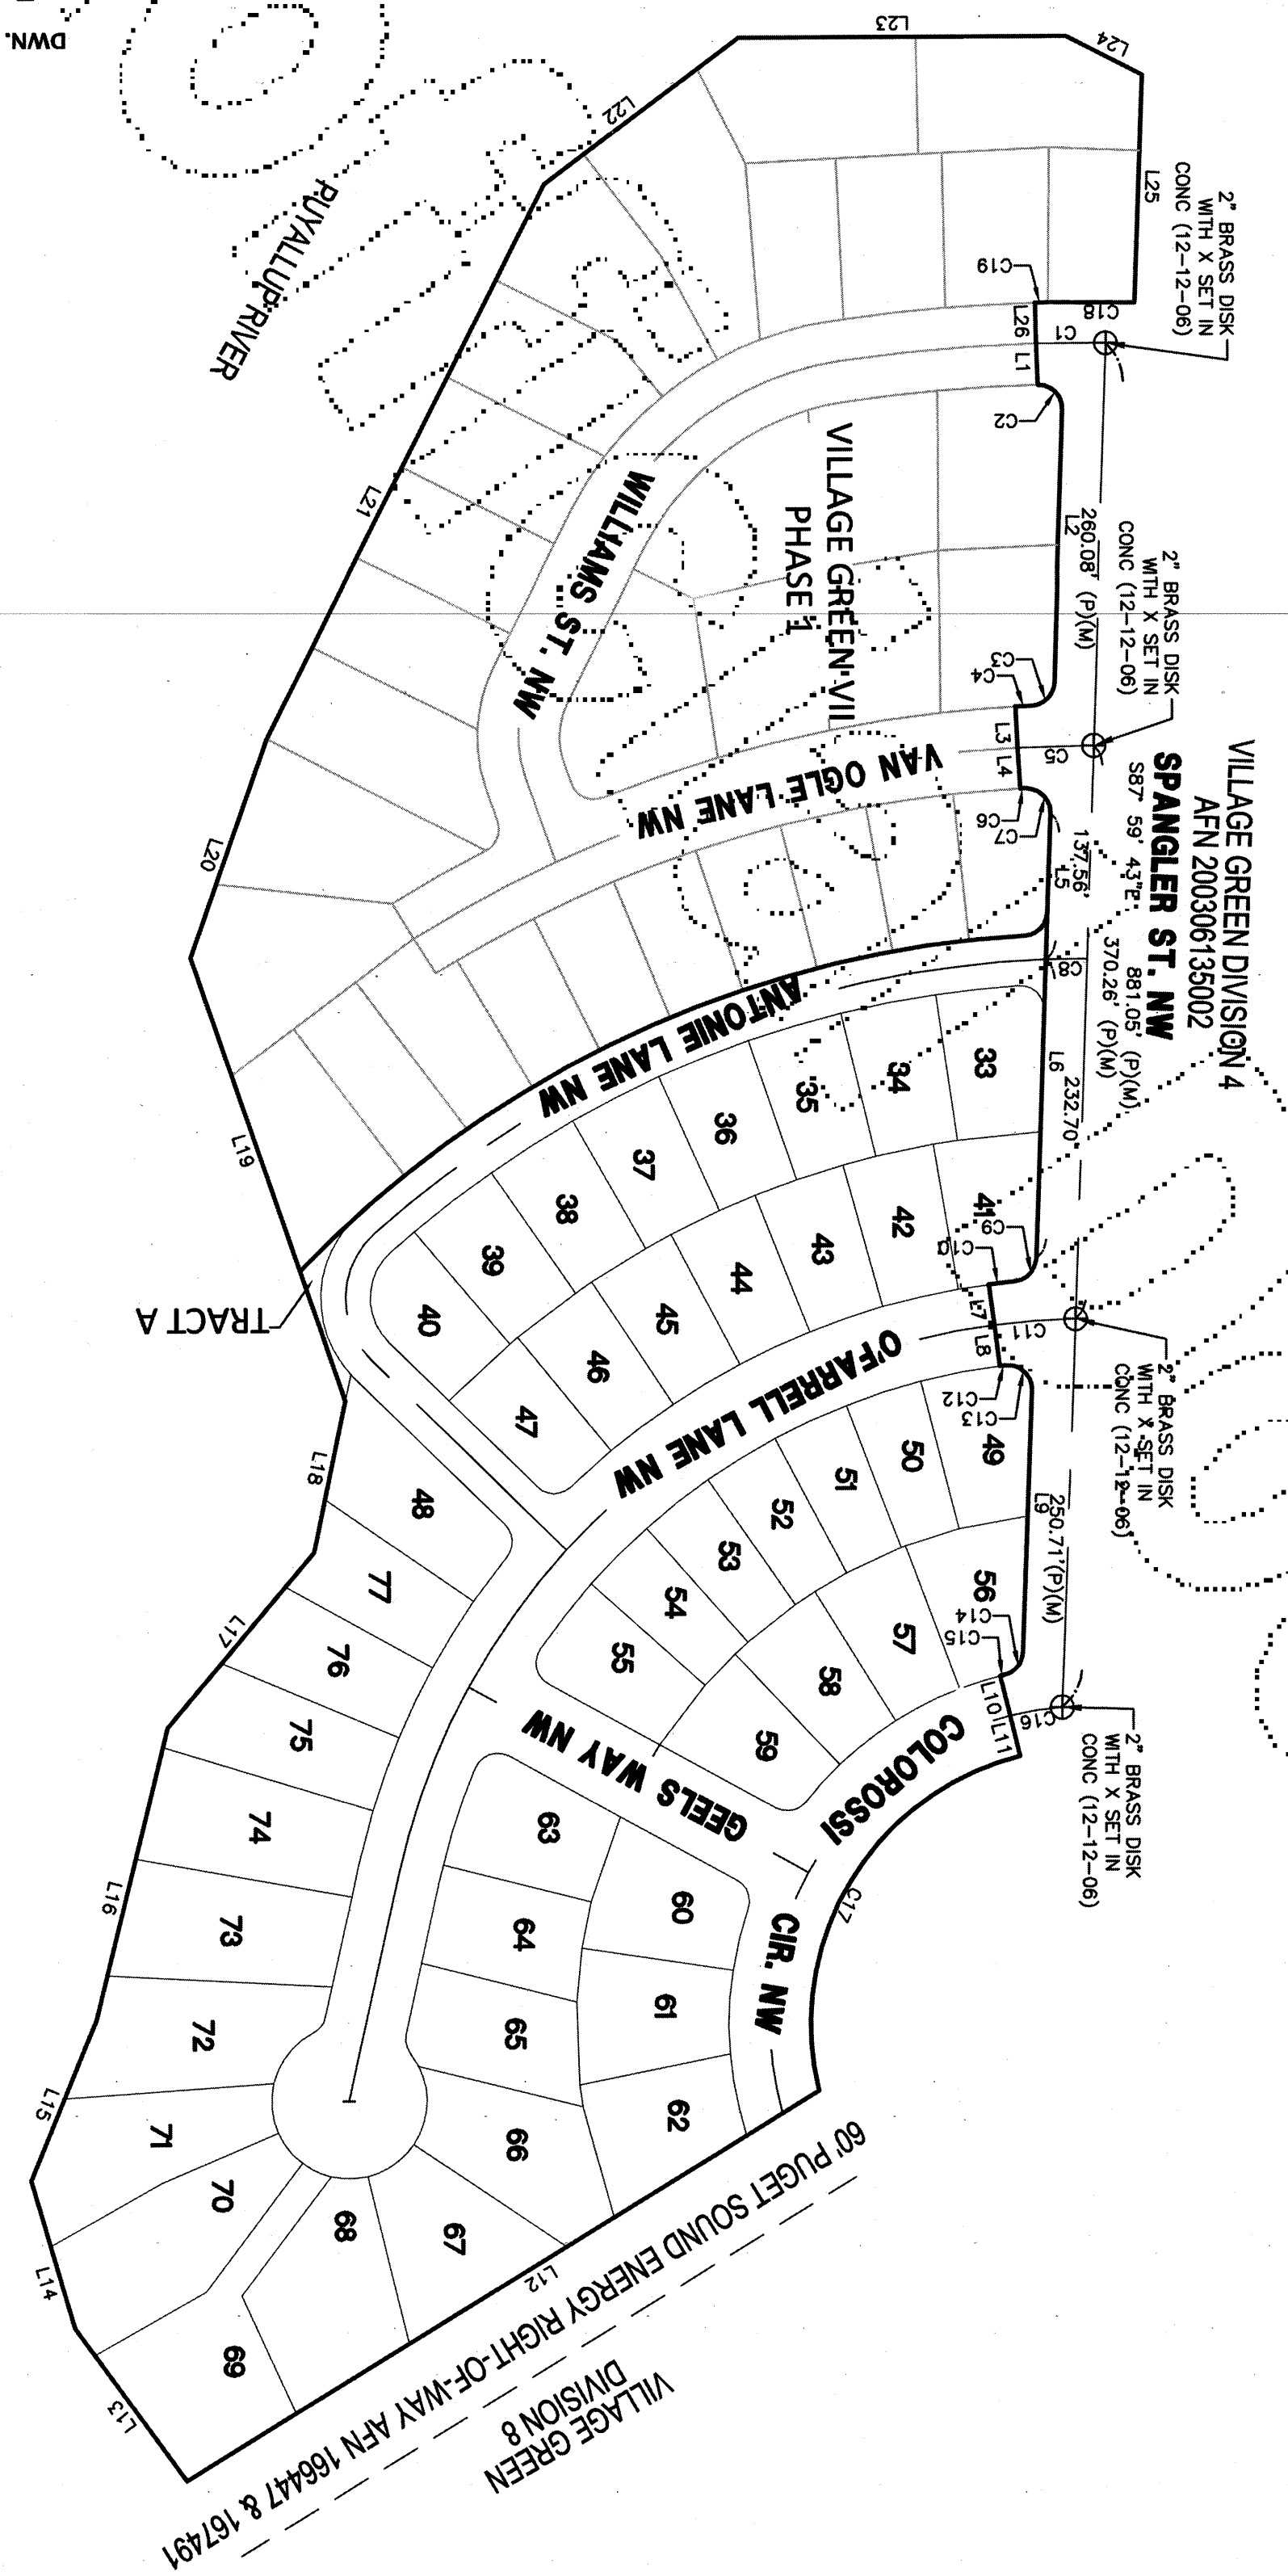 DWN.
PUYALLUP RIVER
VILLAGE GREEN DIVISION 4
AFN 200306135002
SPANGLER ST. NW
S87° 59' 43"E 881.05' (P)(M)
370.26' (P)(M)
260.08' (P)(M)
137.56'
232.70'
250.71'(P)(M)
2" BRASS DISK
WITH X SET IN
CONC (12-12-06)
2" BRASS DISK
WITH X SET IN
CONC (12-12-06)
2" BRASS DISK
WITH X SET IN
CONC (12-12-06)
2" BRASS DISK
WITH X SET IN
CONC (12-12-06)
VILLAGE GREEN VII
PHASE 1
WILLIAMS ST. NW
VAN OGLE LANE NW
ANTONIE LANE NW
O'FARRELL LANE NW
GEELS WAY NW
COLOROSSI
CIR. NW
TRACT A
60' PUGET SOUND ENERGY RIGHT-OF-WAY AFN 166447 & 167491
VILLAGE GREEN
DIVISION 8
L1
L2
L3
L4
L5
L6
L7
L8
L9
L10
L11
L12
L13
L14
L15
L16
L17
L18
L19
L20
L21
L22
L23
L24
L25
L26
C1
C2
C3
C4
C5
C6
C7
C8
C9
C10
C11
C12
C13
C14
C15
C16
C17
C18
C19
33
34
35
36
37
38
39
40
41
42
43
44
45
46
47
48
49
50
51
52
53
54
55
56
57
58
59
60
61
62
63
64
65
66
67
68
69
70
71
72
73
74
75
76
77